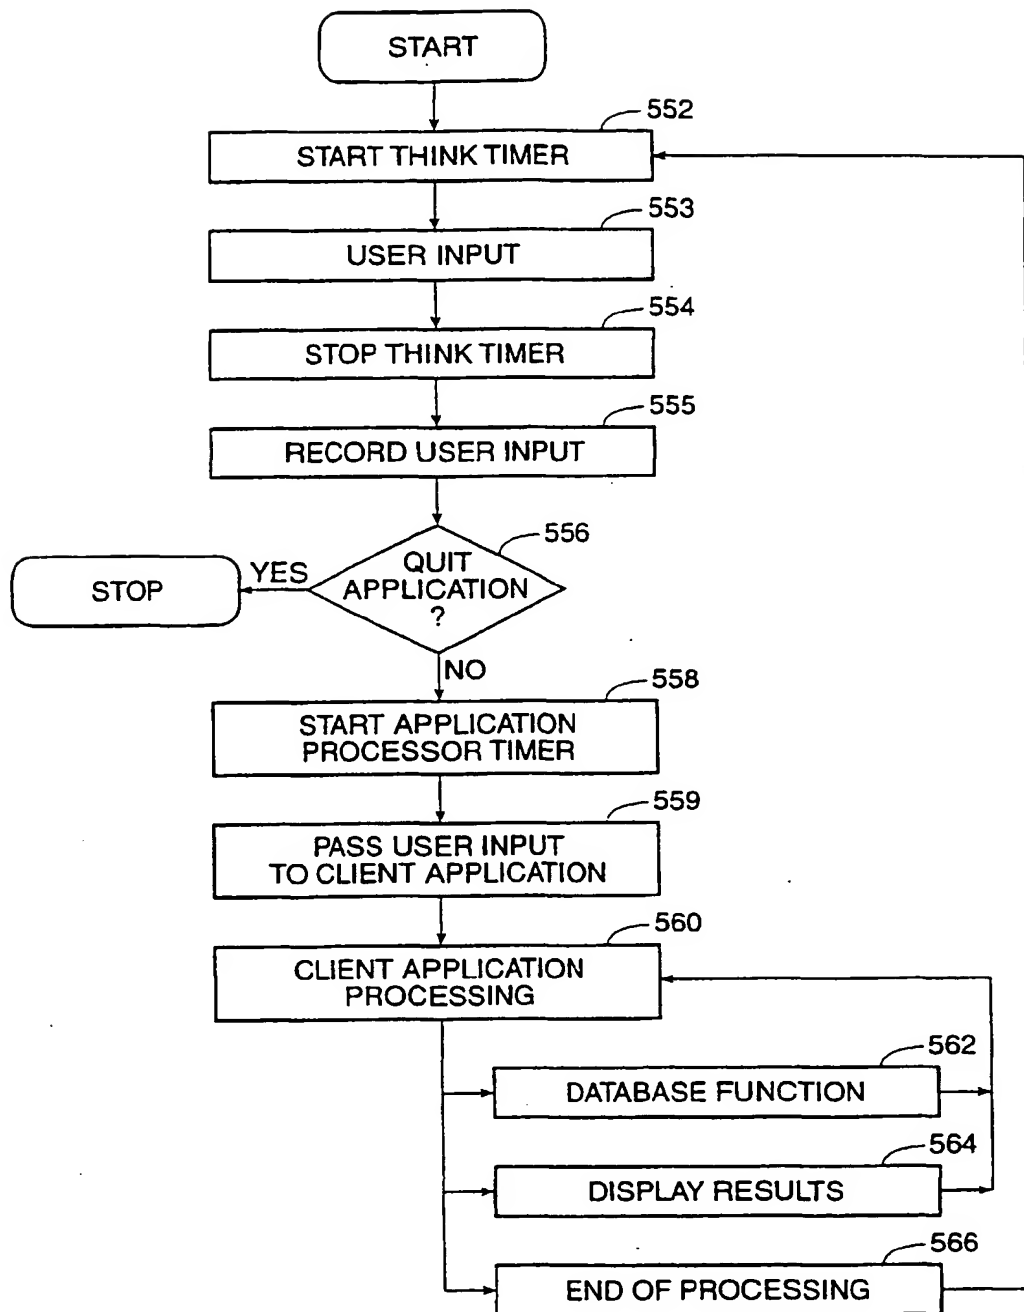 START
552
START THINK TIMER
553
USER INPUT
554
STOP THINK TIMER
555
RECORD USER INPUT
556
QUIT
APPLICATION
?
YES
STOP
NO
558
START APPLICATION
PROCESSOR TIMER
559
PASS USER INPUT
TO CLIENT APPLICATION
560
CLIENT APPLICATION
PROCESSING
562
DATABASE FUNCTION
564
DISPLAY RESULTS
566
END OF PROCESSING